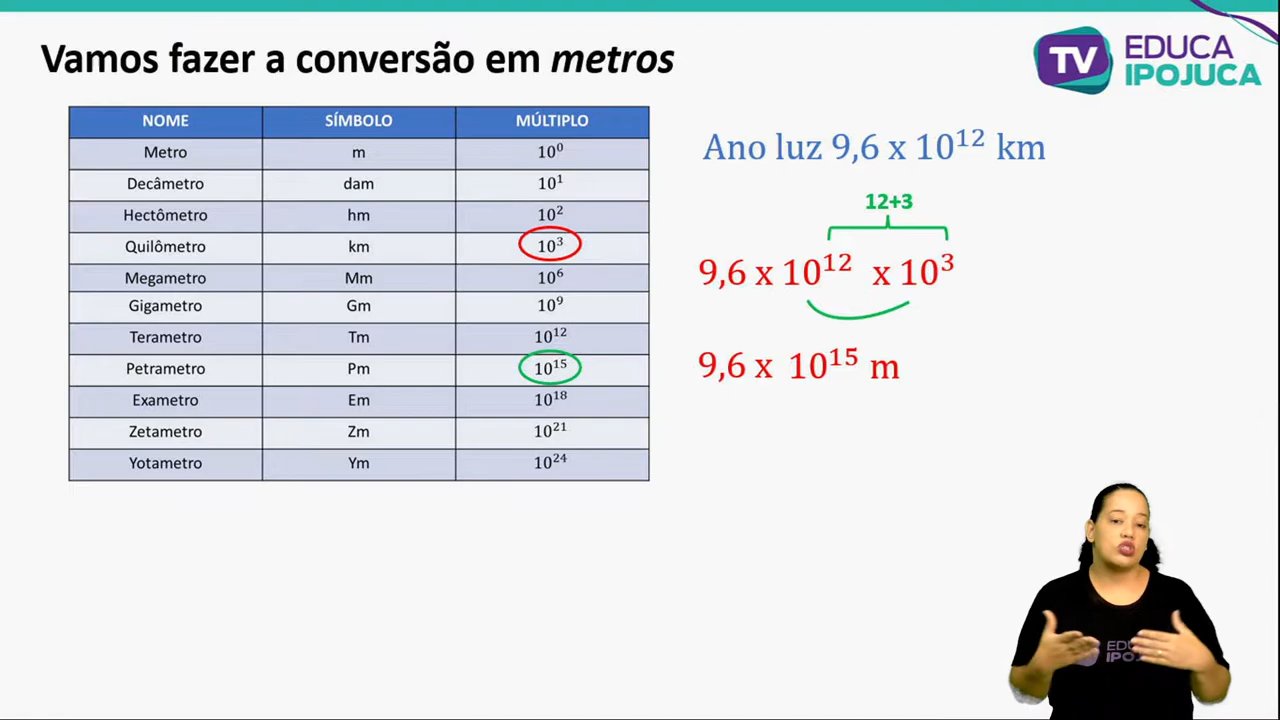 Vamos fazer a conversão em metros
TV EDUCA
IPOJUCA
NOME SÍMBOLO MÚLTIPLO
Metro m 10⁰
Decâmetro dam 10¹
Hectômetro hm 10²
Quilômetro km 10³
Megametro Mm 10⁶
Gigametro Gm 10⁹
Terametro Tm 10¹²
Petrametro Pm 10¹⁵
Exametro Em 10¹⁸
Zetametro Zm 10²¹
Yotametro Ym 10²⁴
Ano luz 9,6 x 10¹² km
12+3
9,6 x 10¹² x 10³
9,6 x 10¹⁵ m